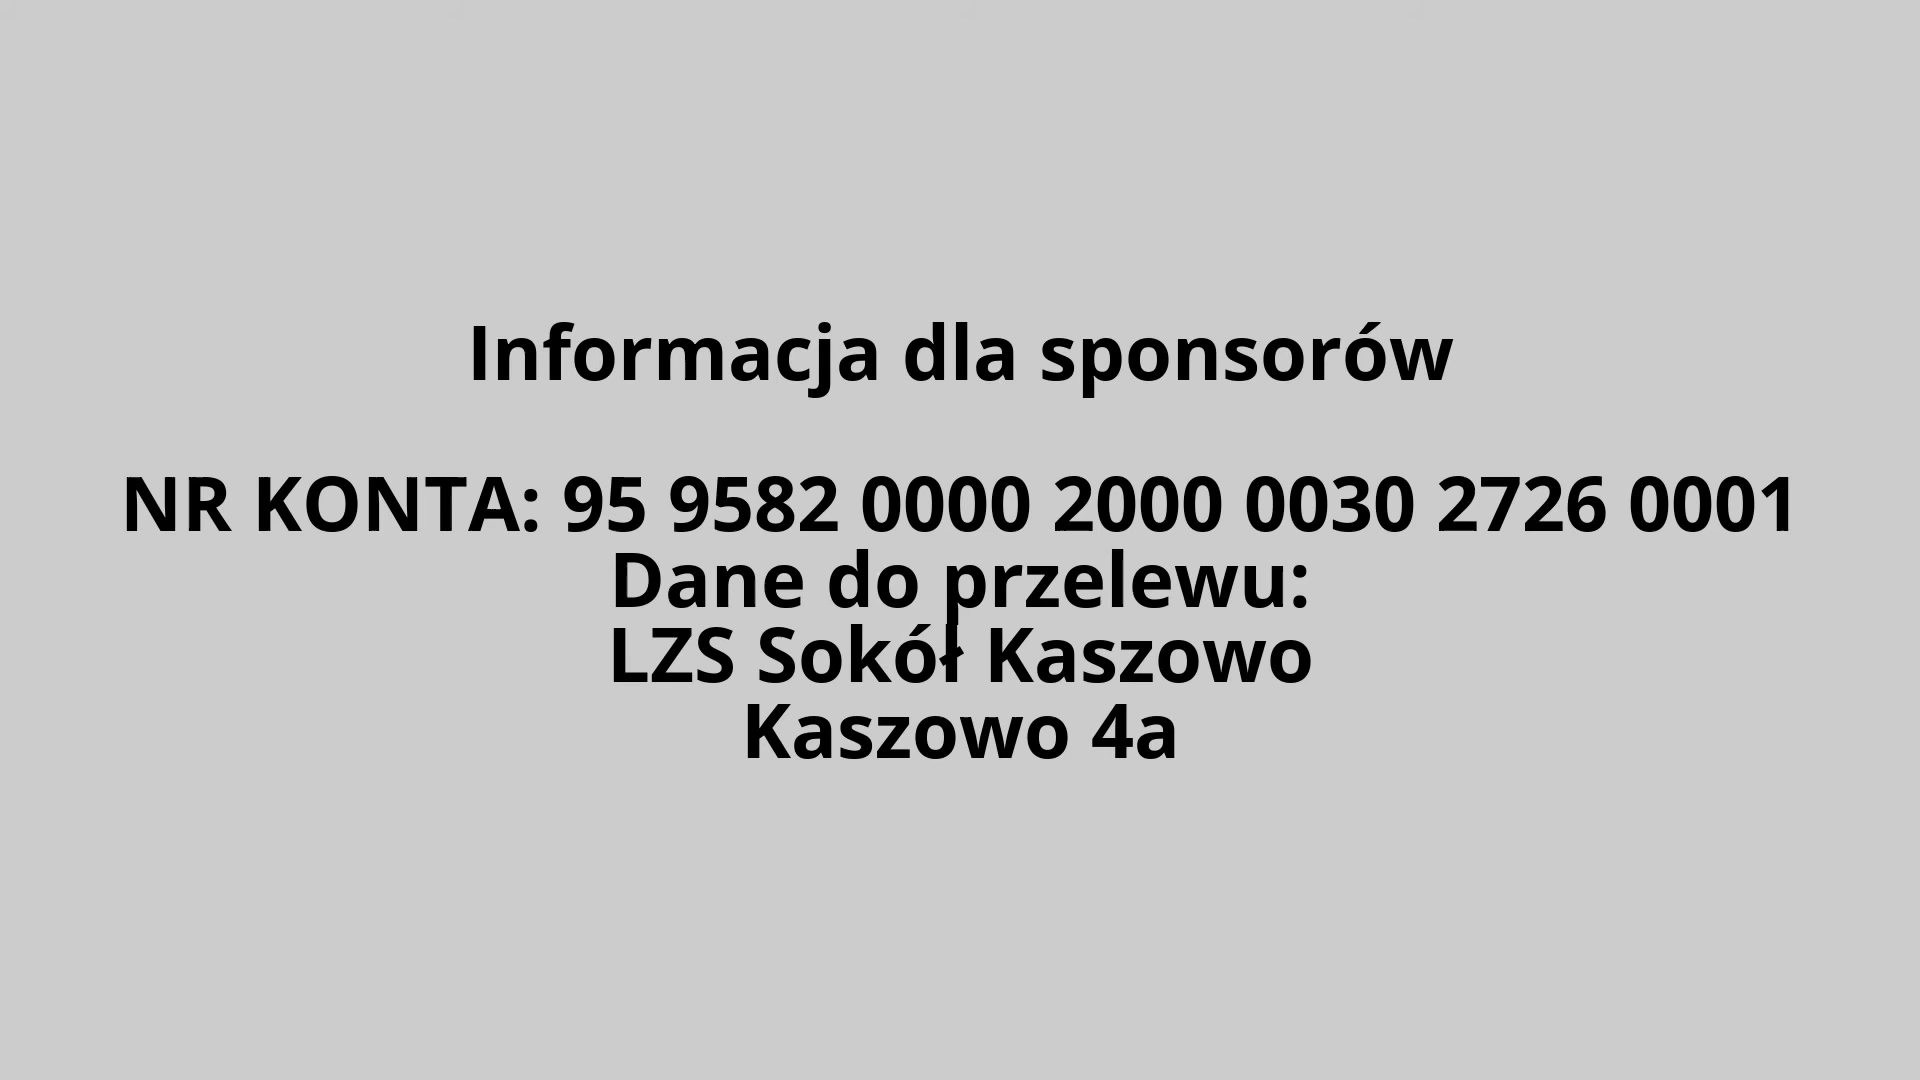 Informacja dla sponsorów
NR KONTA: 95 9582 0000 2000 0030 2726 0001
Dane do przelewu:
LZS Sokół Kaszowo
Kaszowo 4a